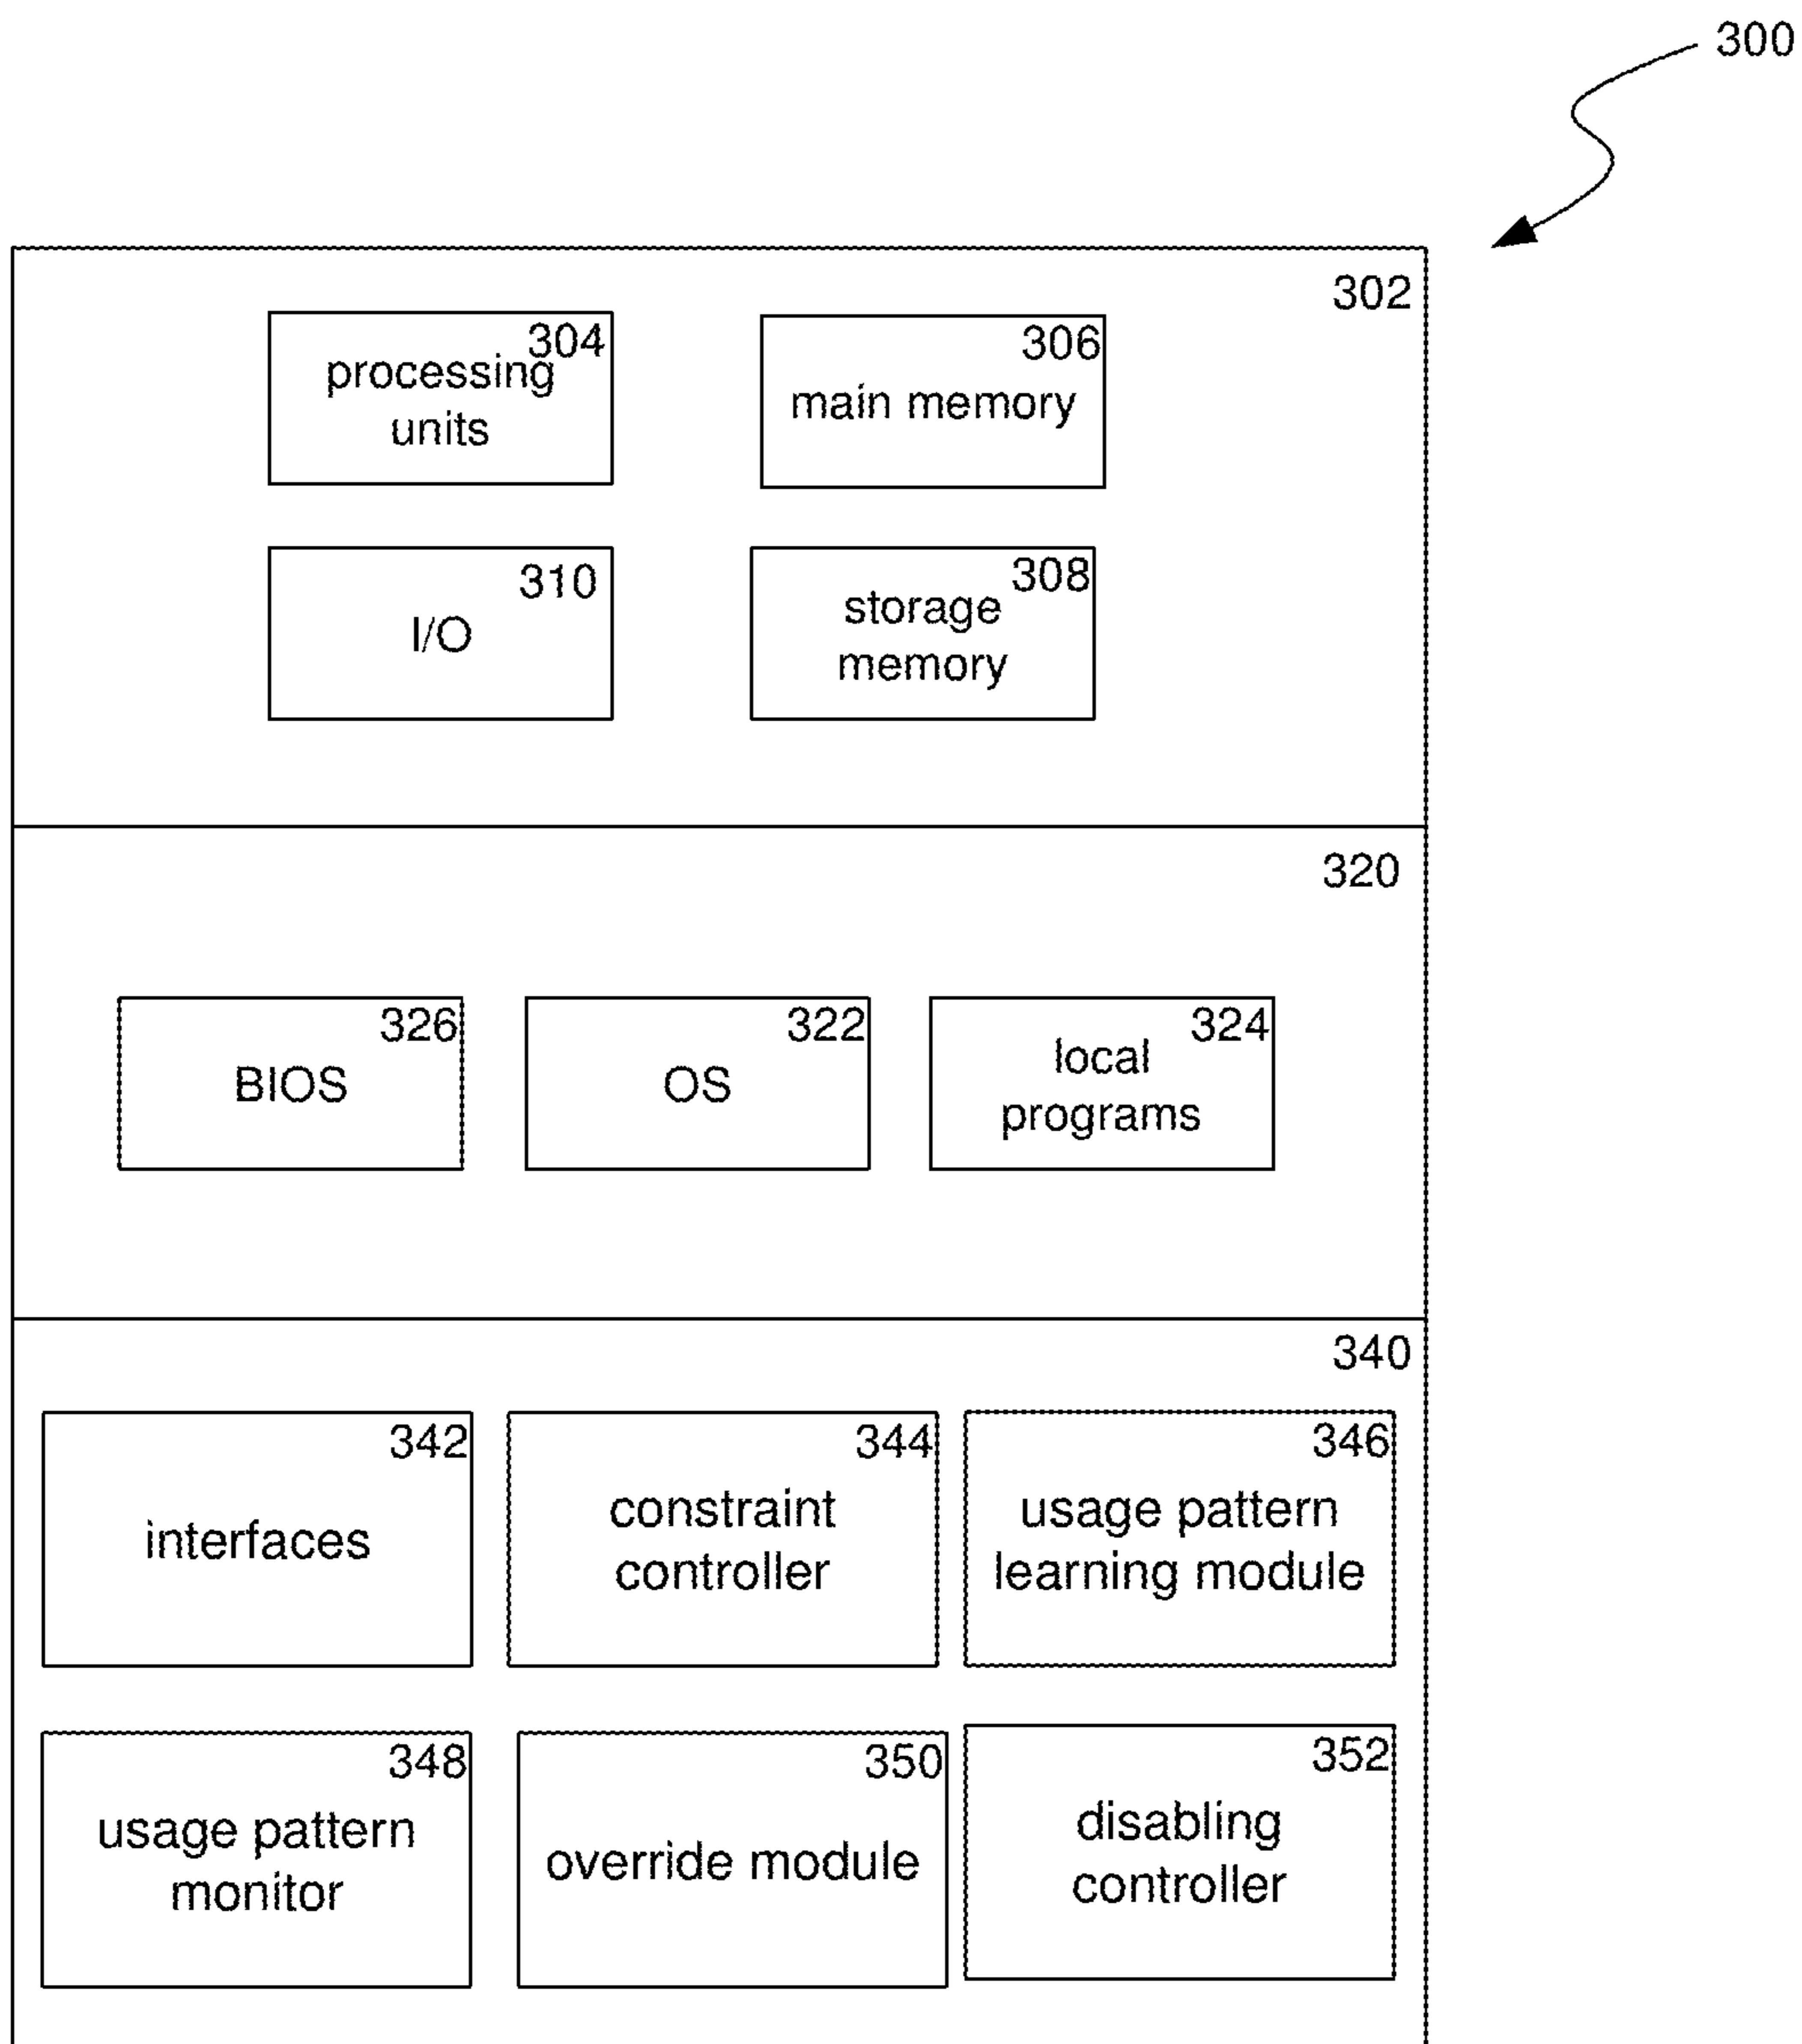 300
302
304
processing
units
306
main memory
310
I/O
308
storage
memory
320
326
BIOS
322
OS
324
local
programs
340
342
interfaces
344
constraint
controller
346
usage pattern
learning module
348
usage pattern
monitor
350
override module
352
disabling
controller